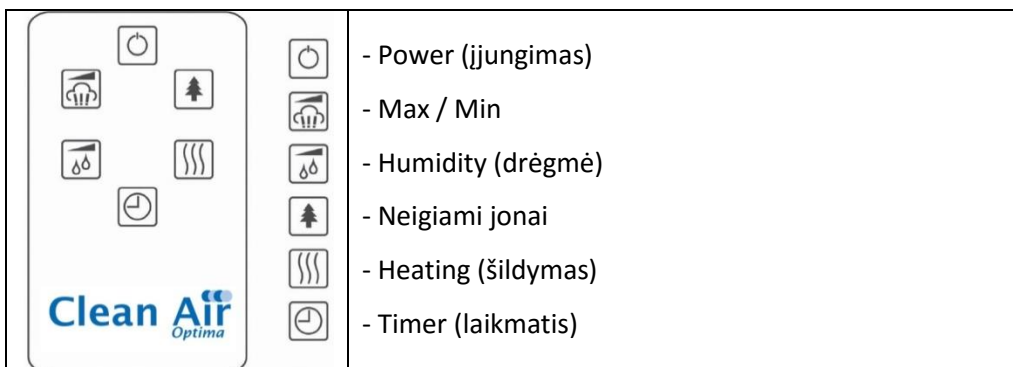 - Power (įjungimas)
- Max / Min
- Humidity (drėgmė)
- Neigiami jonai
- Heating (šildymas)
- Timer (laikmatis)
Clean Air
Optima